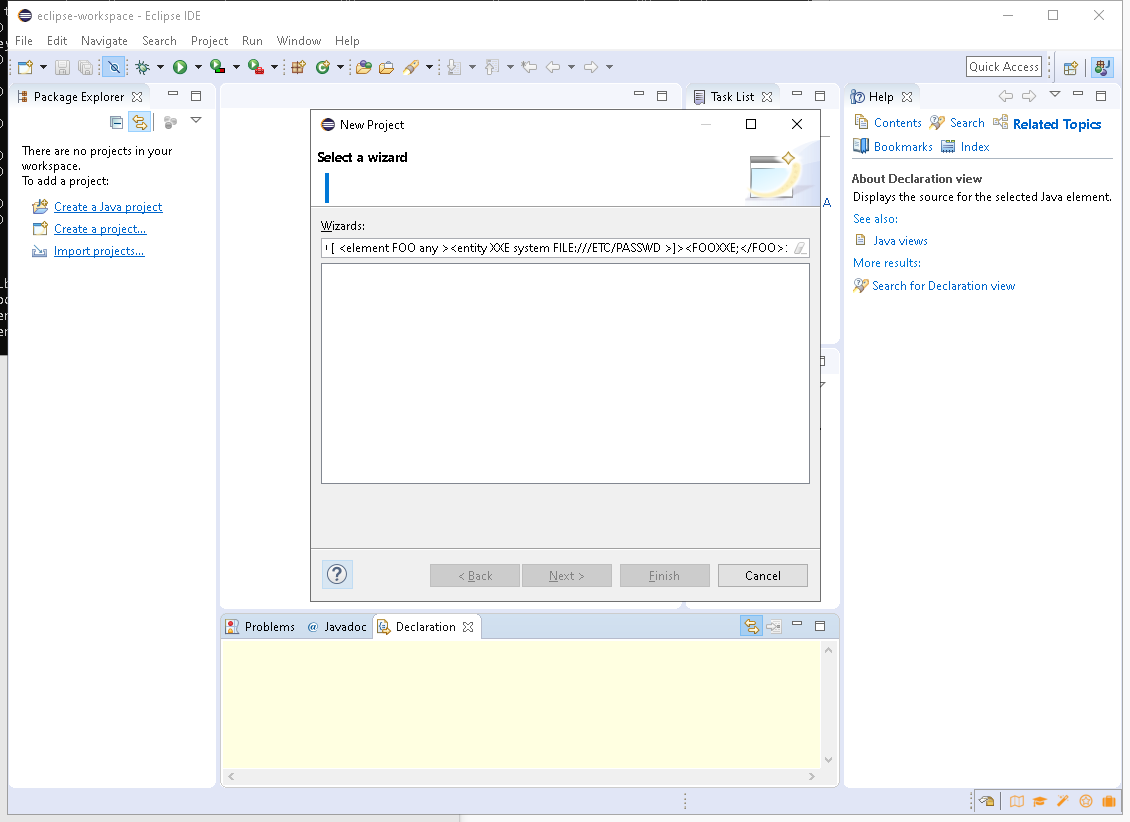 eclipse-workspace - Eclipse IDE
File Edit Navigate Search Project Run Window Help
Quick Access
Package Explorer
There are no projects in your
workspace.
To add a project:
Create a Java project
Create a project...
Import projects...
New Project
Select a wizard
Wizards:
[ <element FOO any ><entity XXE system FILE:///ETC/PASSWD >]><FOOXXE;</FOO>
< Back Next > Finish Cancel
Task List
A
Help
Contents Search Related Topics
Bookmarks Index
About Declaration view
Displays the source for the selected Java element.
See also:
Java views
More results:
Search for Declaration view
Problems @ Javadoc Declaration